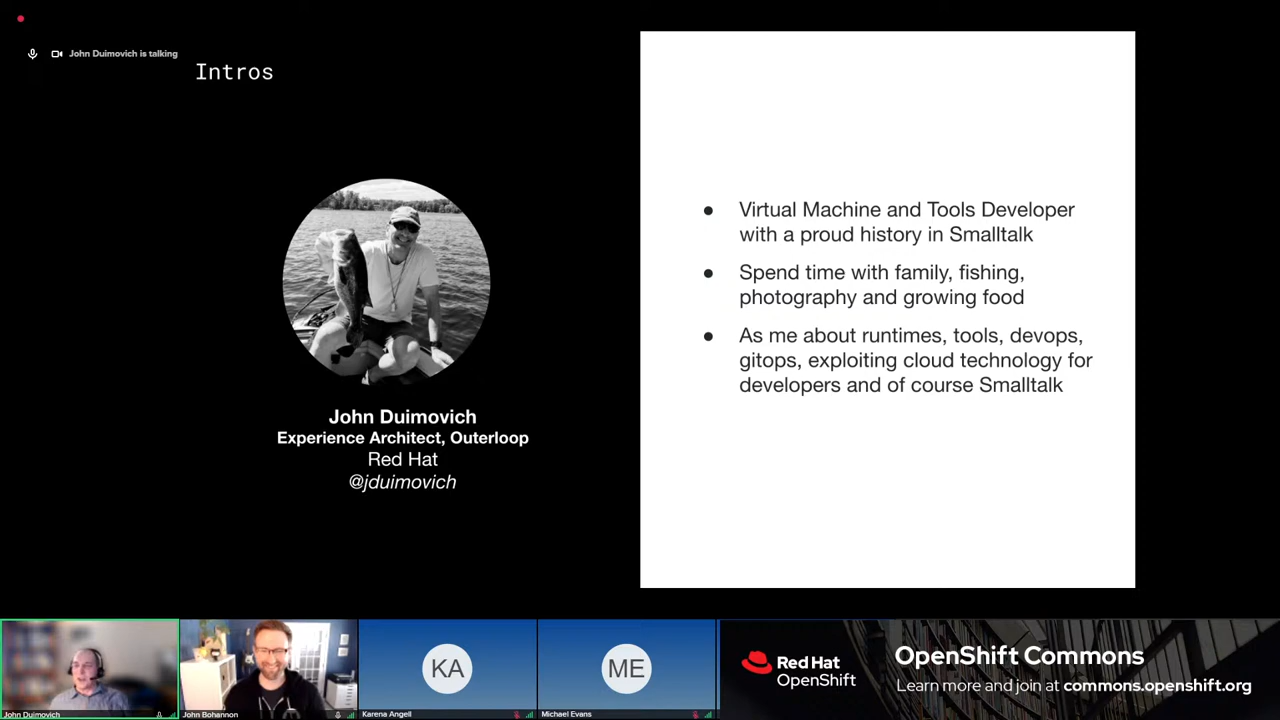 John Duimovich is talking
Intros
● Virtual Machine and Tools Developer
with a proud history in Smalltalk
● Spend time with family, fishing,
photography and growing food
● As me about runtimes, tools, devops,
gitops, exploiting cloud technology for
developers and of course Smalltalk
John Duimovich
Experience Architect, Outerloop
Red Hat
@jduimovich
John Duimovich
John Bohannon
KA
Karena Angell
ME
Michael Evans
Red Hat
OpenShift
OpenShift Commons
Learn more and join at commons.openshift.org